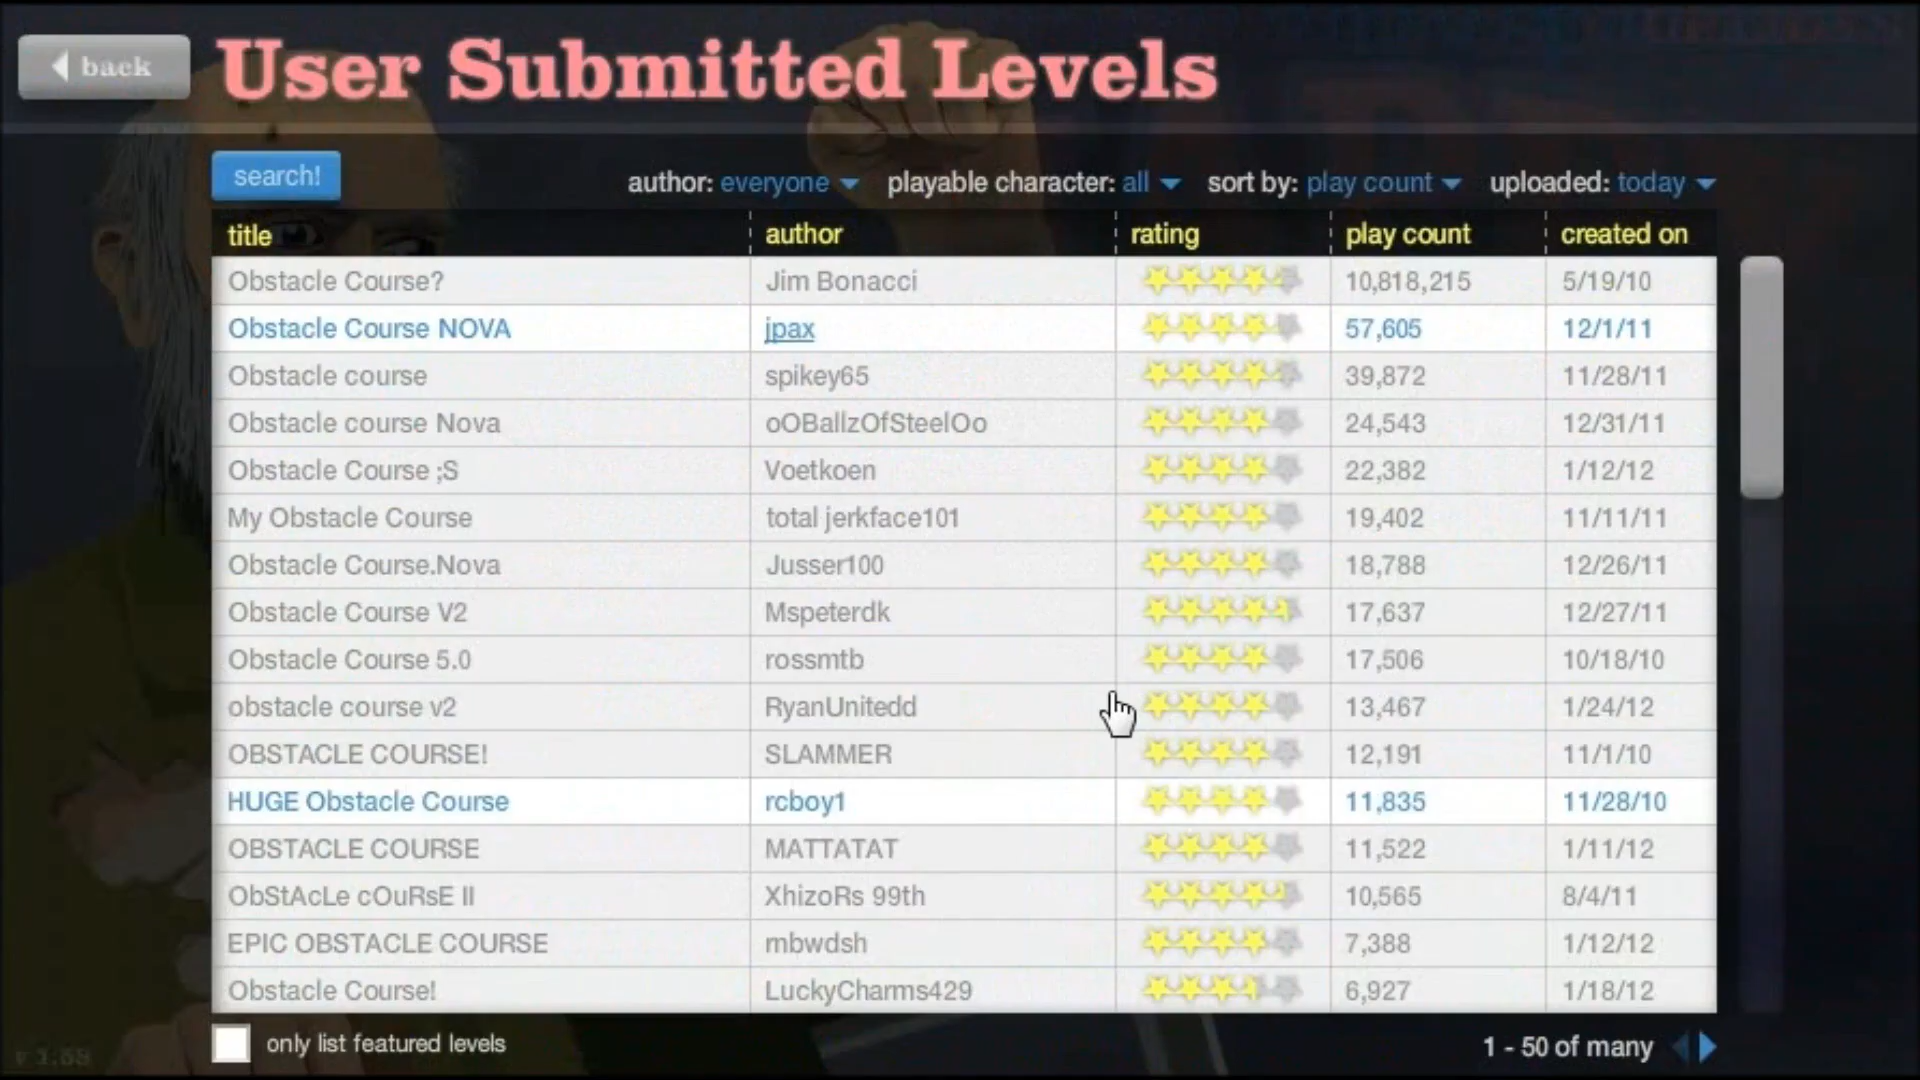 back
User Submitted Levels
search!
author: everyone playable character: all sort by: play count uploaded: today
title author rating play count created on
Obstacle Course? Jim Bonacci 10,818,215 5/19/10
Obstacle Course NOVA jpax 57,605 12/1/11
Obstacle course spikey65 39,872 11/28/11
Obstacle course Nova oOBallzOfSteelOo 24,543 12/31/11
Obstacle Course ;S Voetkoen 22,382 1/12/12
My Obstacle Course total jerkface101 19,402 11/11/11
Obstacle Course.Nova Jusser100 18,788 12/26/11
Obstacle Course V2 Mspeterdk 17,637 12/27/11
Obstacle Course 5.0 rossmtb 17,506 10/18/10
obstacle course v2 RyanUnitedd 13,467 1/24/12
OBSTACLE COURSE! SLAMMER 12,191 11/1/10
HUGE Obstacle Course rcboy1 11,835 11/28/10
OBSTACLE COURSE MATTATAT 11,522 1/11/12
ObStAcLe cOuRsE II XhizoRs 99th 10,565 8/4/11
EPIC OBSTACLE COURSE mbwdsh 7,388 1/12/12
Obstacle Course! LuckyCharms429 6,927 1/18/12
only list featured levels 1 - 50 of many